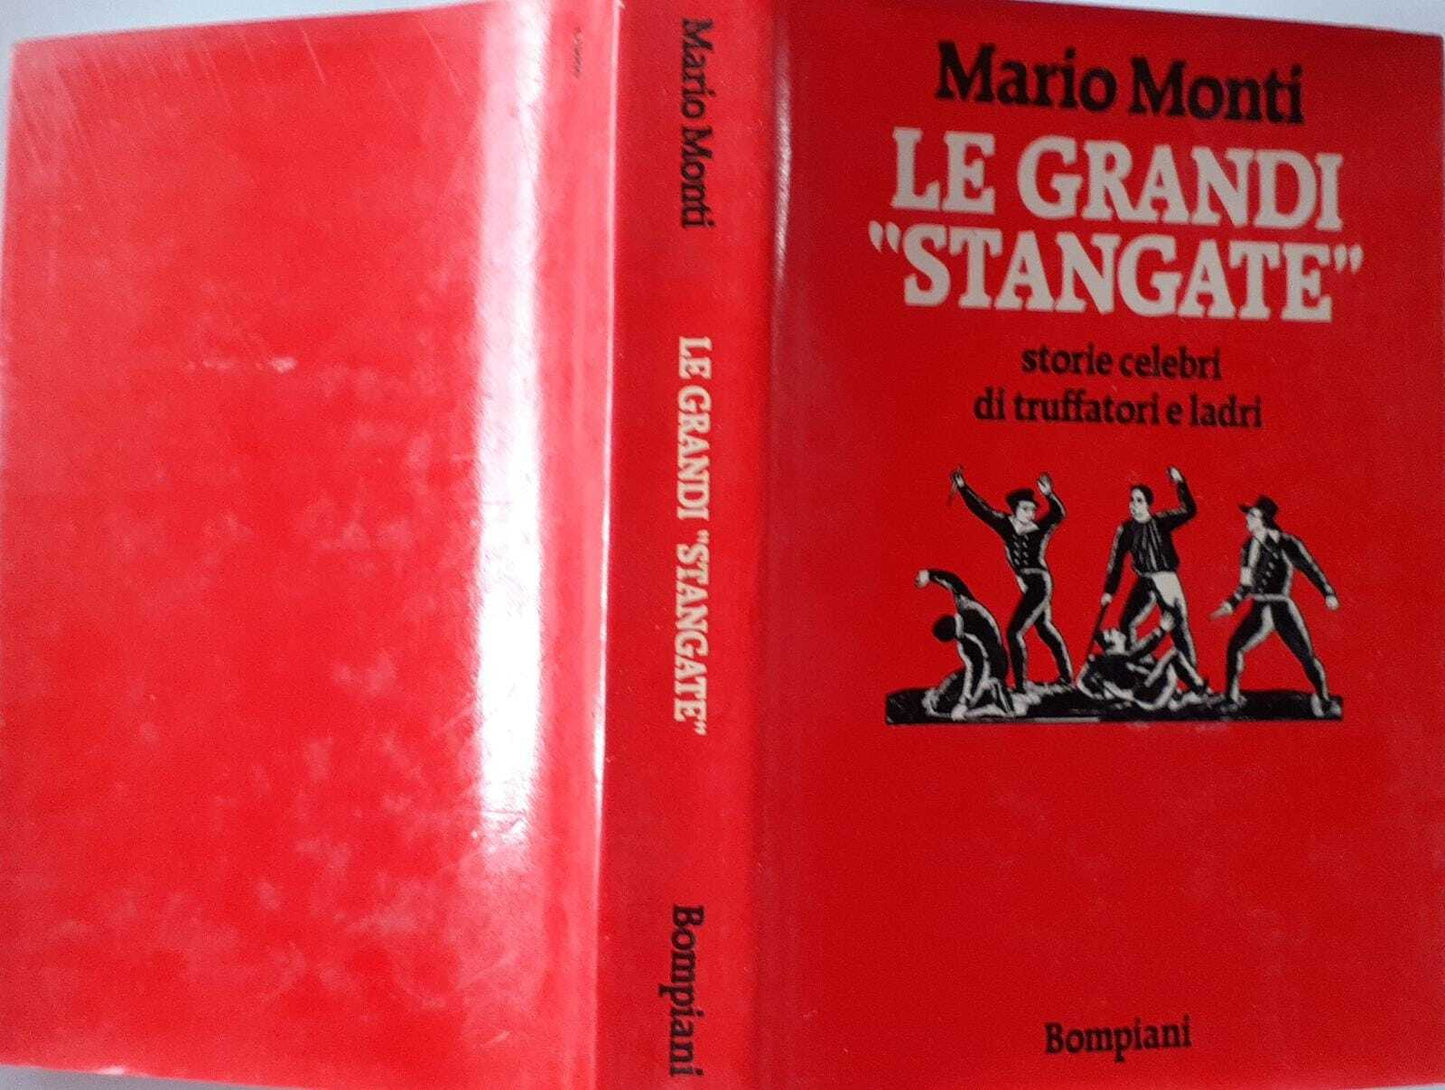 Mario Monti
LE GRANDI "STANGATE"
Bompiani
Mario Monti
LE GRANDI
"STANGATE"
storie celebri
di truffatori e ladri
Bompiani